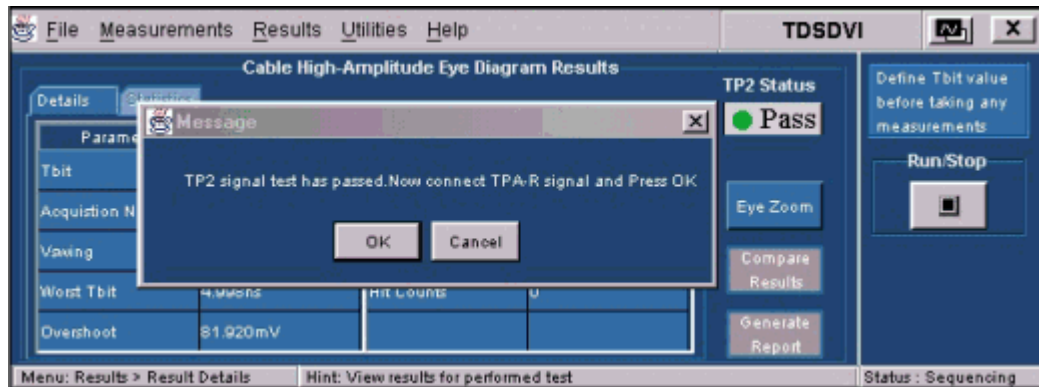 File Measurements Results Utilities Help TDSDVI
Cable High-Amplitude Eye Diagram Results
Details Statistics
TP2 Status
Pass
Define Tbit value
before taking any
measurements
Message
TP2 signal test has passed.Now connect TPA-R signal and Press OK
OK Cancel
Tbit
Acquistion N
Worst Tbit 4.998ns Hit Counts 0
Overshoot 81.920mV
Eye Zoom
Compare
Results
Generate
Report
Run/Stop
Menu: Results > Result Details Hint: View results for performed test Status : Sequencing